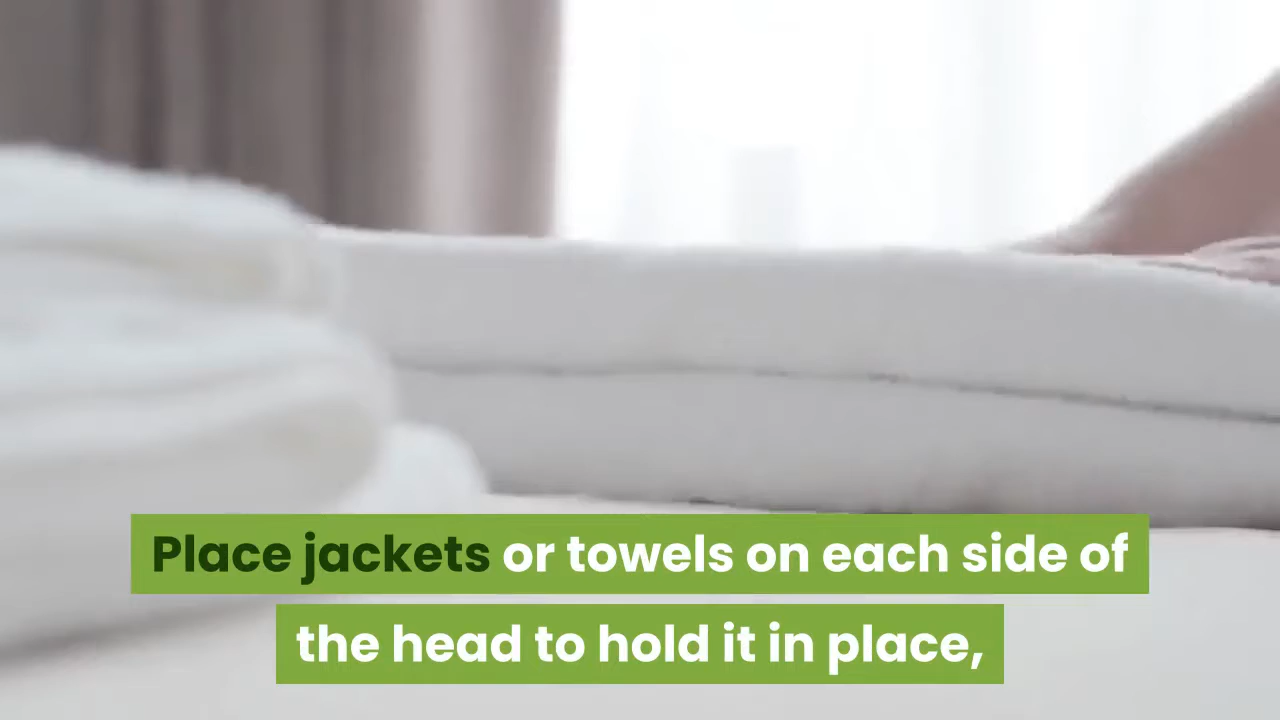 Place jackets or towels on each side of
the head to hold it in place,